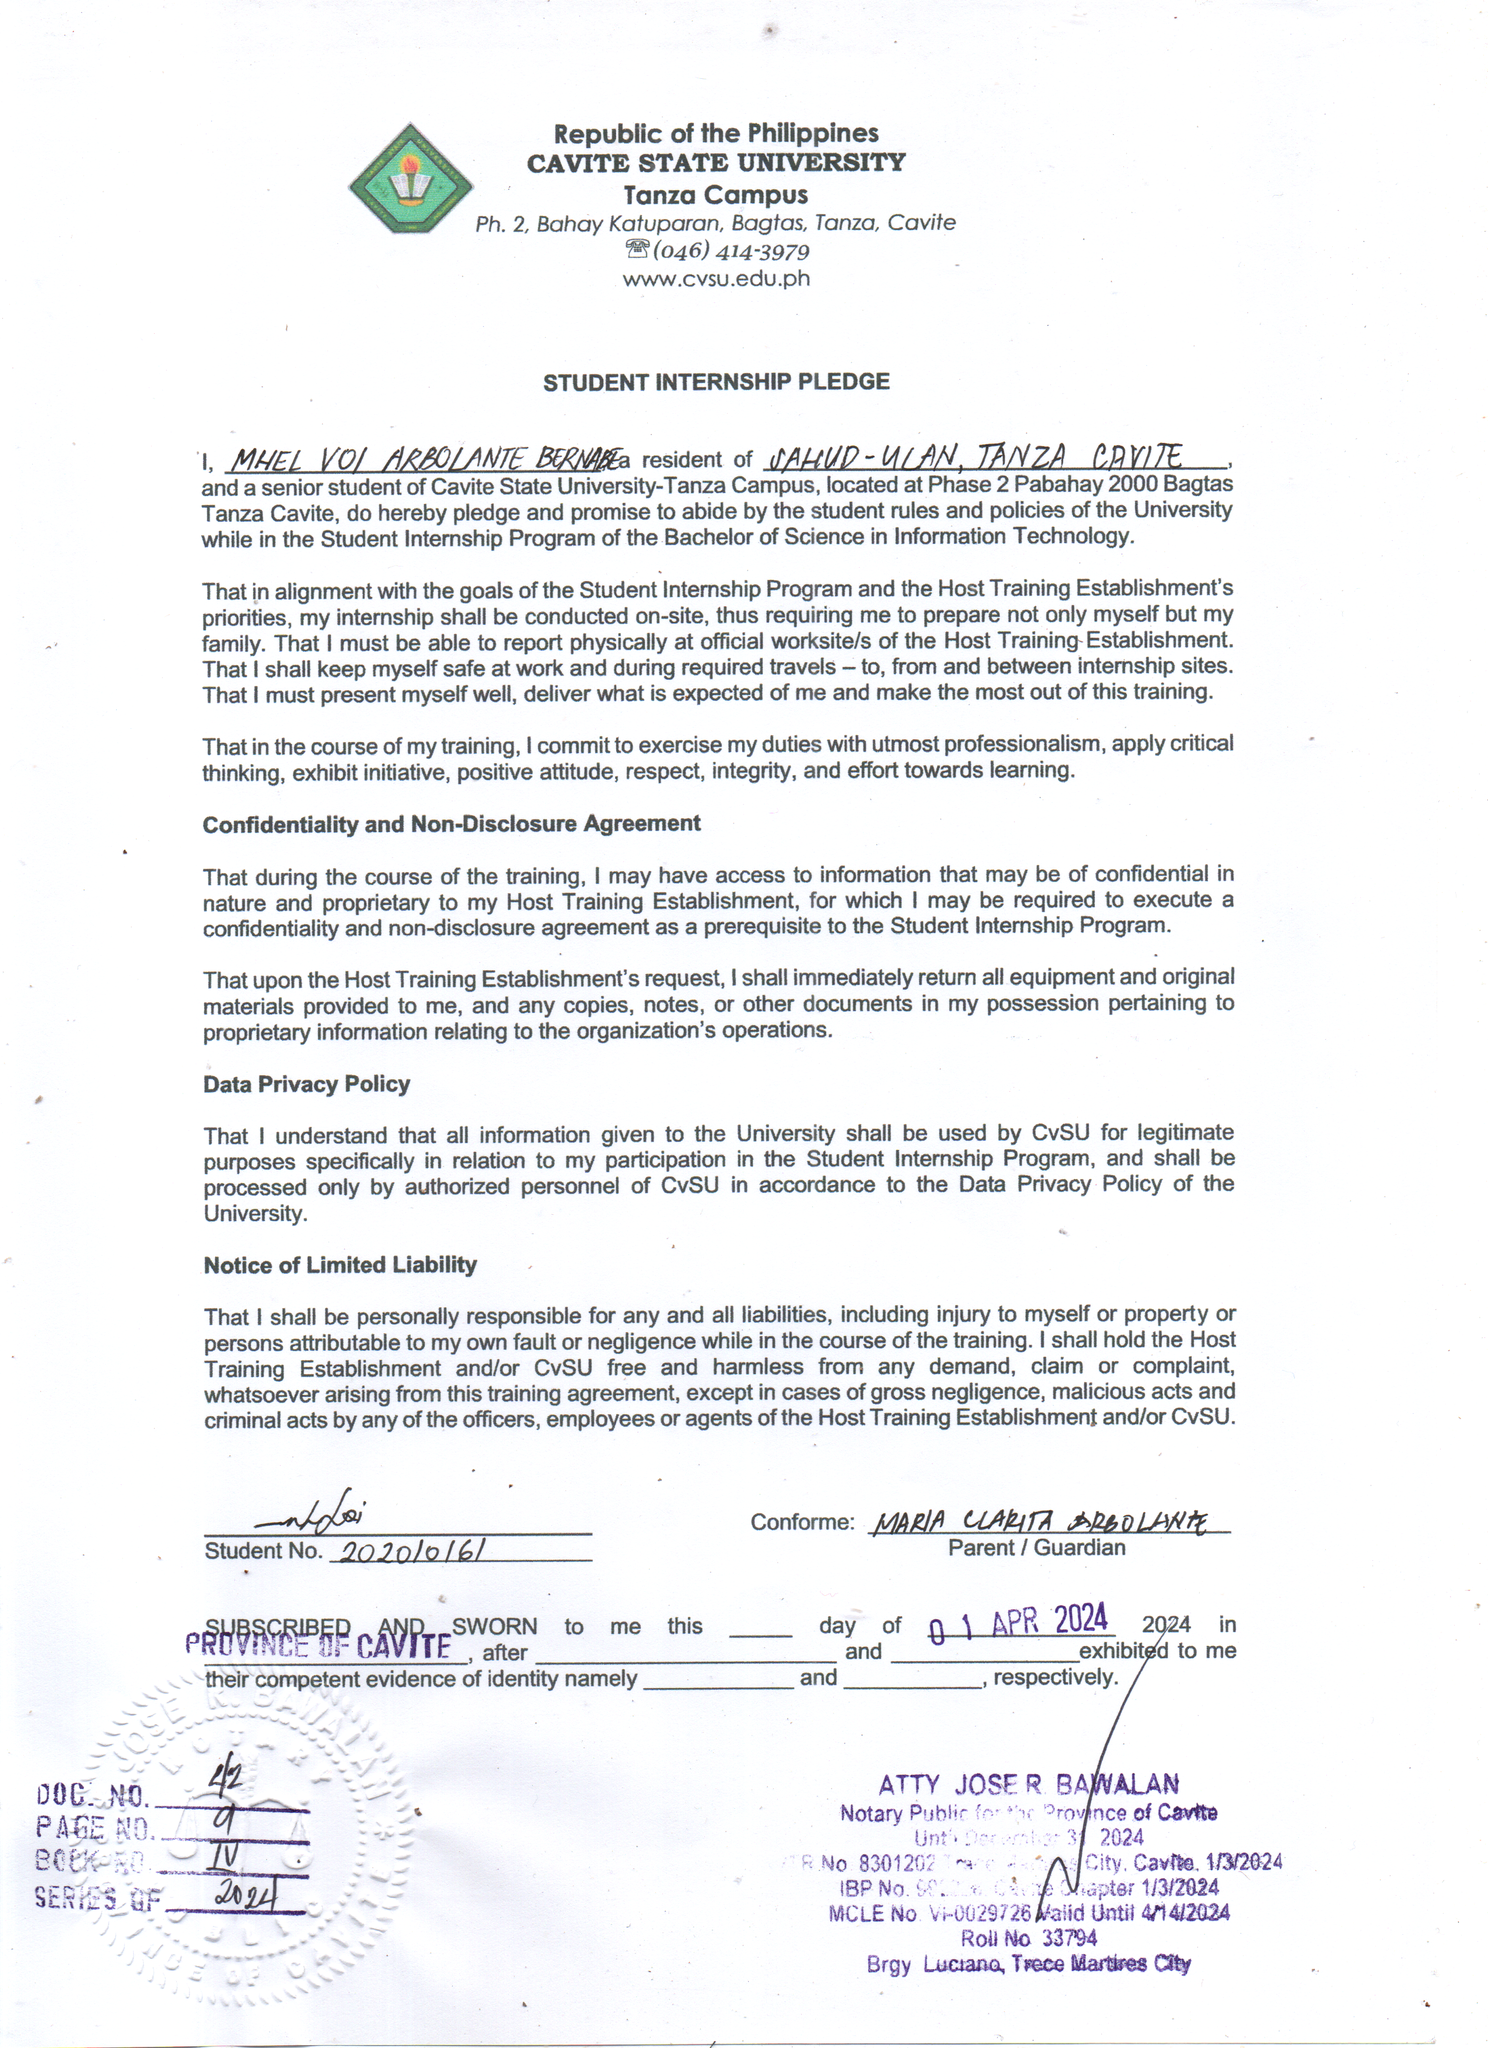 Republic of the Philippines
CAVITE STATE UNIVERSITY
Tanza Campus
Ph. 2, Bahay Katuparan, Bagtas, Tanza, Cavite
☎(046) 414-3979
www.cvsu.edu.ph
STUDENT INTERNSHIP PLEDGE
I, MHEL VOI ARBOLANTE BERNABE a resident of SAHUD-ULAN, TANZA CAVITE,
and a senior student of Cavite State University-Tanza Campus, located at Phase 2 Pabahay 2000 Bagtas
Tanza Cavite, do hereby pledge and promise to abide by the student rules and policies of the University
while in the Student Internship Program of the Bachelor of Science in Information Technology.
That in alignment with the goals of the Student Internship Program and the Host Training Establishment's
priorities, my internship shall be conducted on-site, thus requiring me to prepare not only myself but my
family. That I must be able to report physically at official worksite/s of the Host Training Establishment.
That I shall keep myself safe at work and during required travels – to, from and between internship sites.
That I must present myself well, deliver what is expected of me and make the most out of this training.
That in the course of my training, I commit to exercise my duties with utmost professionalism, apply critical
thinking, exhibit initiative, positive attitude, respect, integrity, and effort towards learning.
Confidentiality and Non-Disclosure Agreement
That during the course of the training, I may have access to information that may be of confidential in
nature and proprietary to my Host Training Establishment, for which I may be required to execute a
confidentiality and non-disclosure agreement as a prerequisite to the Student Internship Program.
That upon the Host Training Establishment's request, I shall immediately return all equipment and original
materials provided to me, and any copies, notes, or other documents in my possession pertaining to
proprietary information relating to the organization's operations.
Data Privacy Policy
That I understand that all information given to the University shall be used by CvSU for legitimate
purposes specifically in relation to my participation in the Student Internship Program, and shall be
processed only by authorized personnel of CvSU in accordance to the Data Privacy Policy of the
University.
Notice of Limited Liability
That I shall be personally responsible for any and all liabilities, including injury to myself or property or
persons attributable to my own fault or negligence while in the course of the training. I shall hold the Host
Training Establishment and/or CvSU free and harmless from any demand, claim or complaint,
whatsoever arising from this training agreement, except in cases of gross negligence, malicious acts and
criminal acts by any of the officers, employees or agents of the Host Training Establishment and/or CvSU.
Conforme: MARIA CLARITA ARBOLANTE
Student No. 202010161
Parent / Guardian
SUBSCRIBED AND SWORN to me this ____ day of 01 APR 2024 2024 in
PROVINCE OF CAVITE, after ____ and ____ exhibited to me
their competent evidence of identity namely ____ and ____, respectively.
JOSE R. BAWALAN
NOTARY PUBLIC
PROVINCE OF CAVITE
DOC. NO. 42
PAGE NO. 9
BOOK NO. IV
SERIES OF 2024
ATTY JOSE R. BAWALAN
Notary Public for the Province of Cavite
Until December 31 2024
No 8301202 City, Cavite, 1/3/2024
IBP No. Chapter 1/3/2024
MCLE No. VI-0029726 Valid Until 4/14/2024
Roll No 33794
Brgy Luciano, Trece Martires City